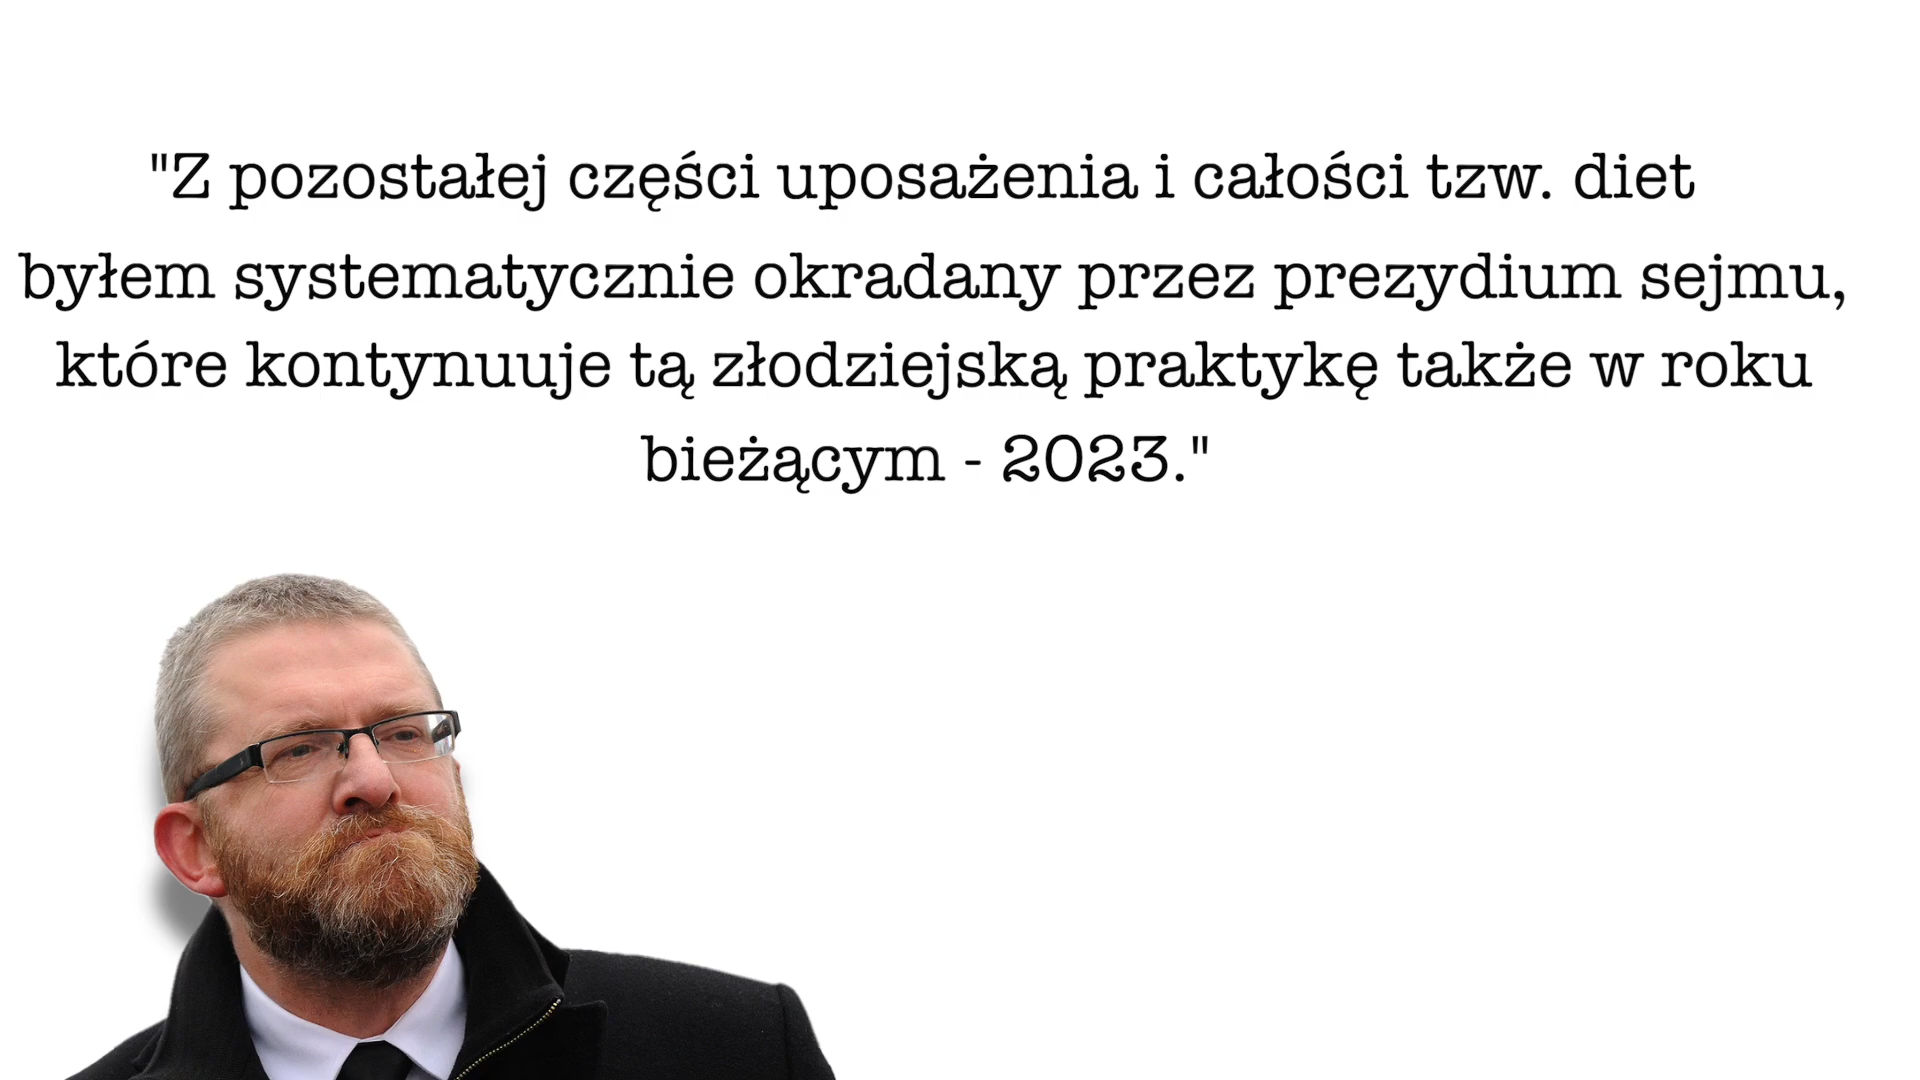 "Z pozostałej części uposażenia i całości tzw. diet
byłem systematycznie okradany przez prezydium sejmu,
które kontynuuje tą złodziejską praktykę także w roku
bieżącym - 2023."